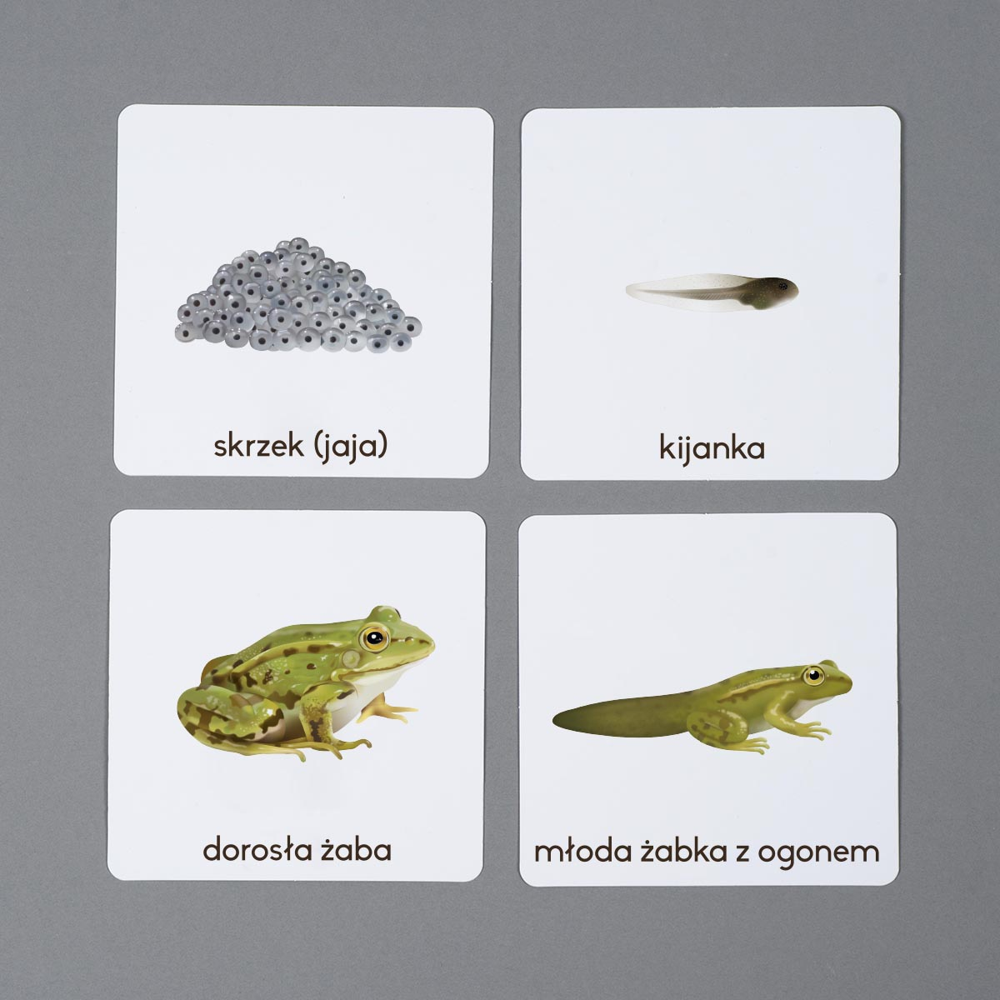 skrzek (jaja)
kijanka
dorosła żaba
młoda żabka z ogonem